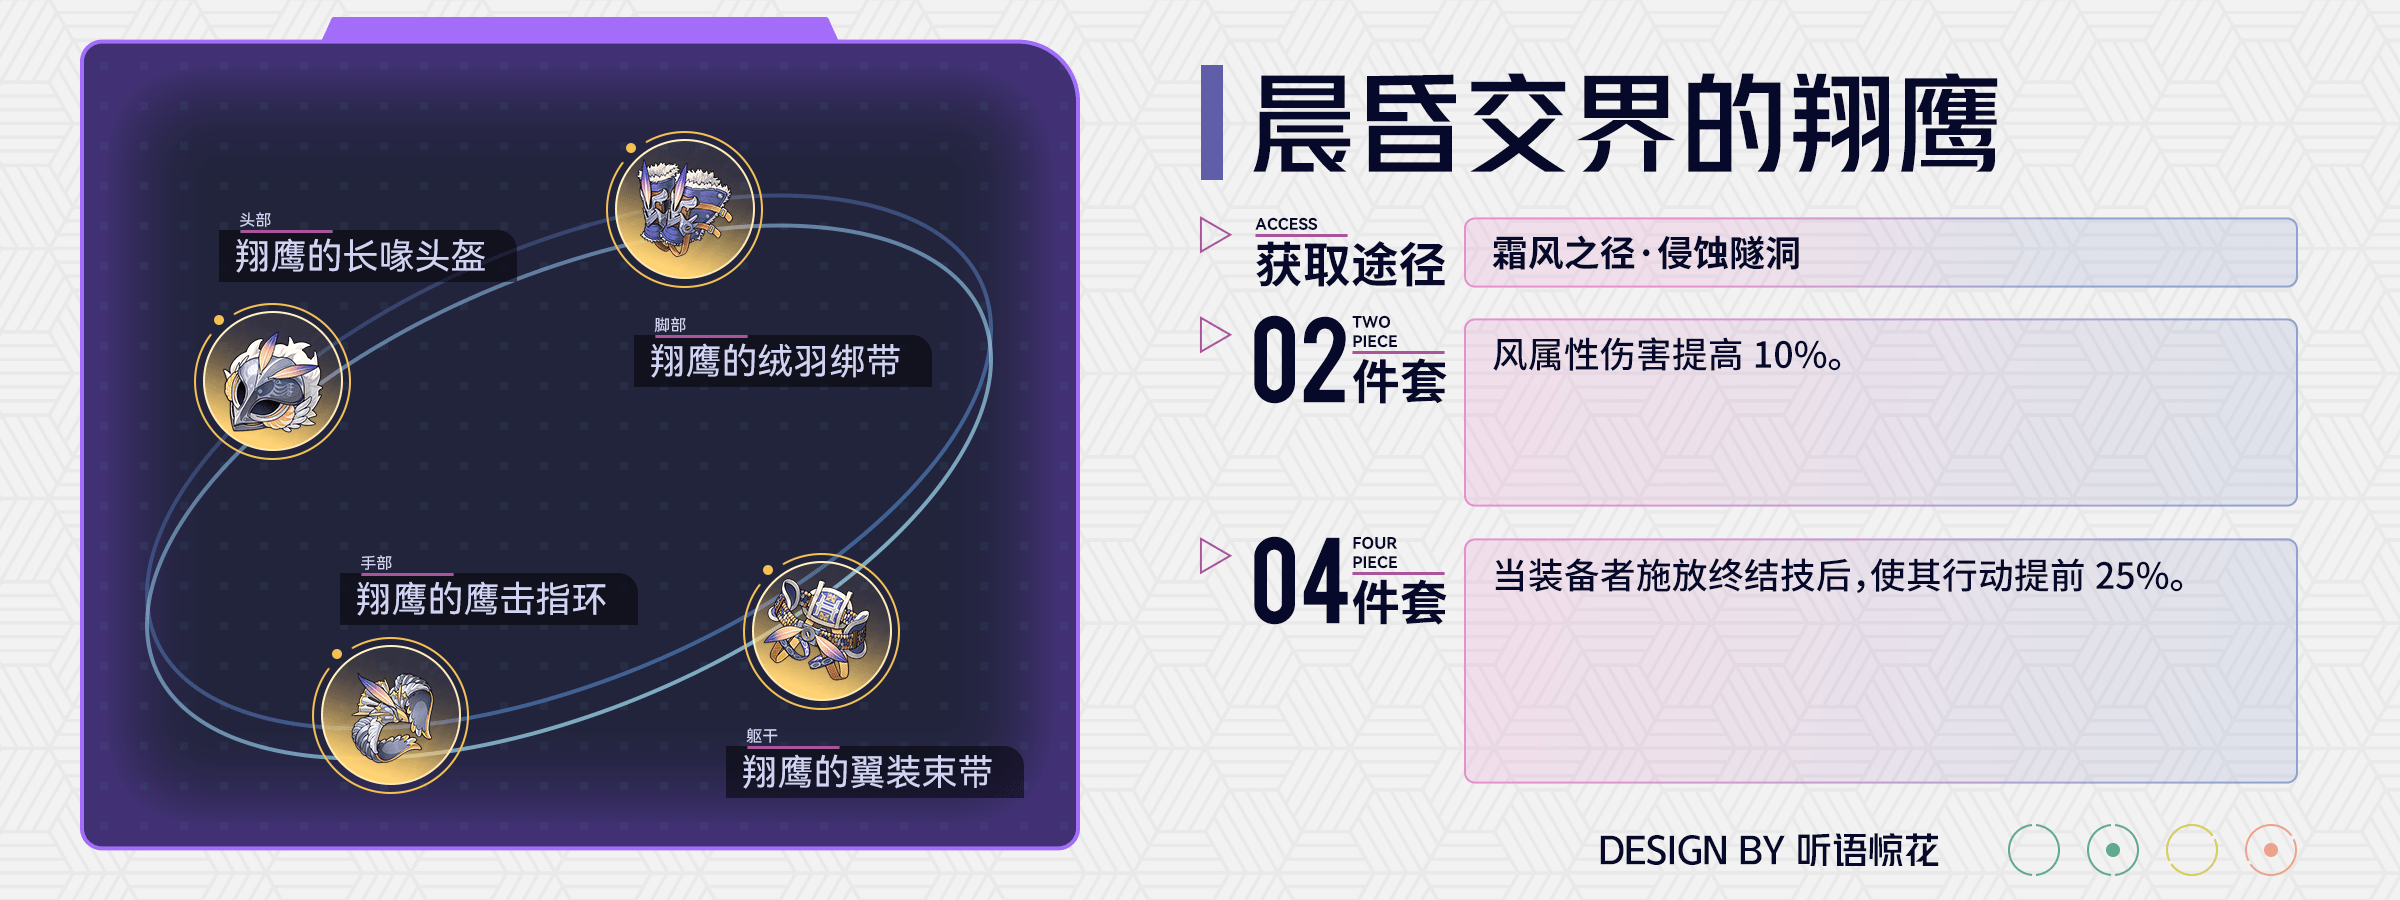 头部
翔鹰的长喙头盔
脚部
翔鹰的绒羽绑带
手部
翔鹰的鹰击指环
躯干
翔鹰的翼装束带
晨昏交界的翔鹰
ACCESS
获取途径
霜风之径·侵蚀隧洞
02
TWO
PIECE
件套
风属性伤害提高 10%。
04
FOUR
PIECE
件套
当装备者施放终结技后，使其行动提前 25%。
DESIGN BY 听语惊花